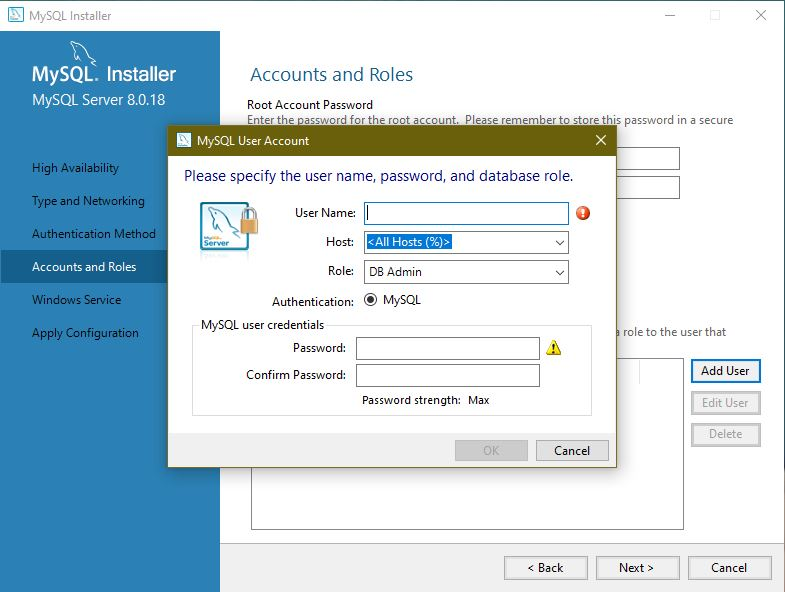 MySQL Installer
MySQL. Installer
MySQL Server 8.0.18
High Availability
Type and Networking
Authentication Method
Accounts and Roles
Windows Service
Apply Configuration
Accounts and Roles
Root Account Password
Enter the password for the root account. Please remember to store this password in a secure
MySQL User Account
Please specify the user name, password, and database role.
MySQL
Server
User Name:
Host: <All Hosts (%)>
Role: DB Admin
Authentication: MySQL
MySQL user credentials
Password:
Confirm Password:
Password strength: Max
OK Cancel
a role to the user that
Add User
Edit User
Delete
< Back Next > Cancel